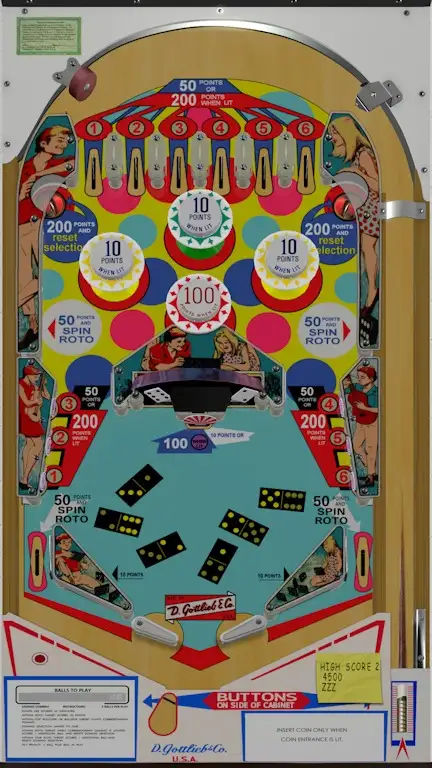 50 POINTS
OR
200 POINTS
WHEN LIT
1 2 3 4 5 6
10
POINTS
WHEN LIT
200 POINTS
AND
reset
selection
200 POINTS
AND
reset
selection
10
POINTS
WHEN LIT
10
POINTS
WHEN LIT
100
POINTS WHEN LIT
50 POINTS
AND
SPIN
ROTO
50 POINTS
AND
SPIN
ROTO
50
POINTS
OR
200
POINTS
WHEN
LIT
3
2
1
50
POINTS
OR
200
POINTS
WHEN
LIT
4
5
6
100
10 POINTS OR
50 POINTS
AND
SPIN
ROTO
50 POINTS
AND
SPIN
ROTO
10 POINTS
10 POINTS
D. Gottlieb & Co.
HIGH SCORE 2
4500
ZZZ
BALLS TO PLAY
BUTTONS
ON SIDE OF CABINET
D. Gottlieb & Co.
U.S.A.
INSERT COIN ONLY WHEN
COIN ENTRANCE IS LIT.